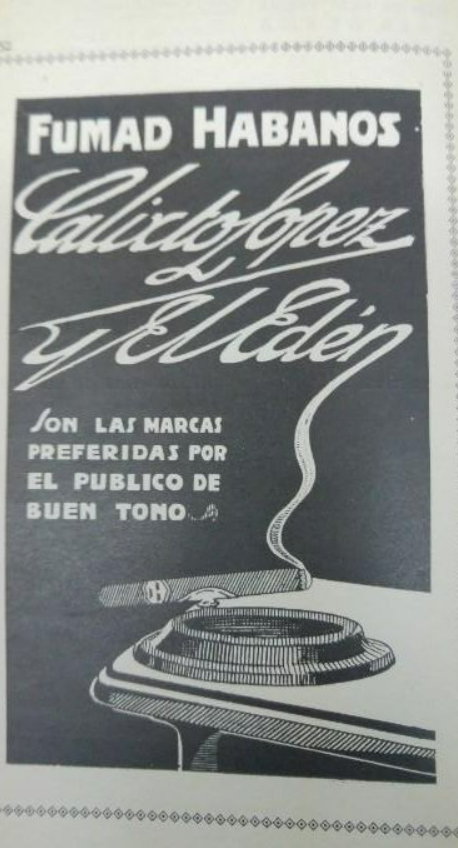 FUMAD HABANOS
Calixto Lopez
y El Edén
SON LAS MARCAS
PREFERIDAS POR
EL PUBLICO DE
BUEN TONO